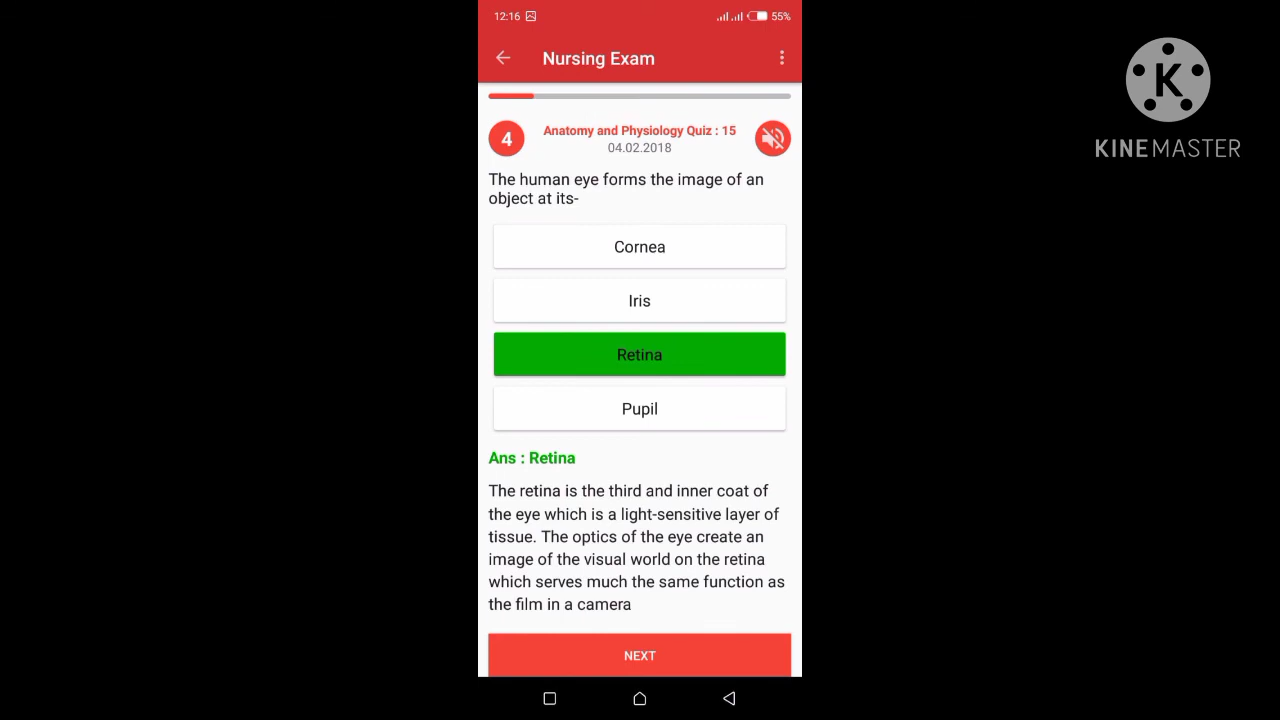 12:16
55%
Nursing Exam
4
Anatomy and Physiology Quiz : 15
04.02.2018
The human eye forms the image of an
object at its-
Cornea
Iris
Retina
Pupil
Ans : Retina
The retina is the third and inner coat of
the eye which is a light-sensitive layer of
tissue. The optics of the eye create an
image of the visual world on the retina
which serves much the same function as
the film in a camera
NEXT
K
KINEMASTER